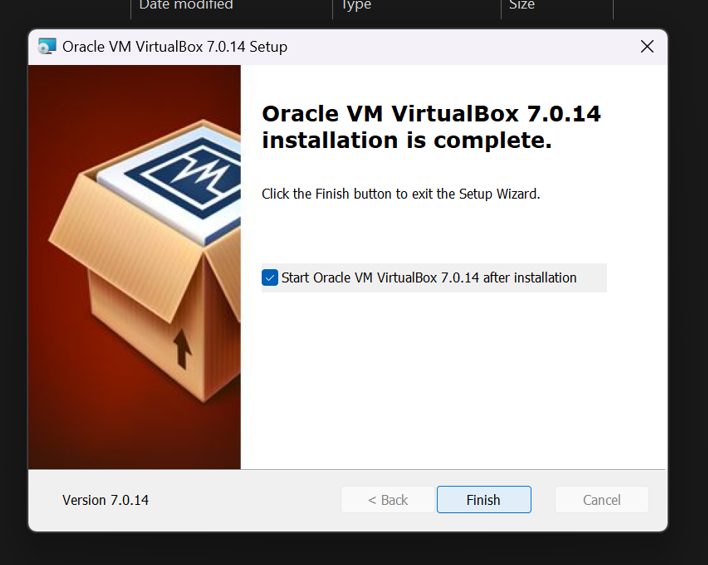 Date modified
Type
Size
Oracle VM VirtualBox 7.0.14 Setup
Oracle VM VirtualBox 7.0.14
installation is complete.
Click the Finish button to exit the Setup Wizard.
Start Oracle VM VirtualBox 7.0.14 after installation
Version 7.0.14
< Back
Finish
Cancel